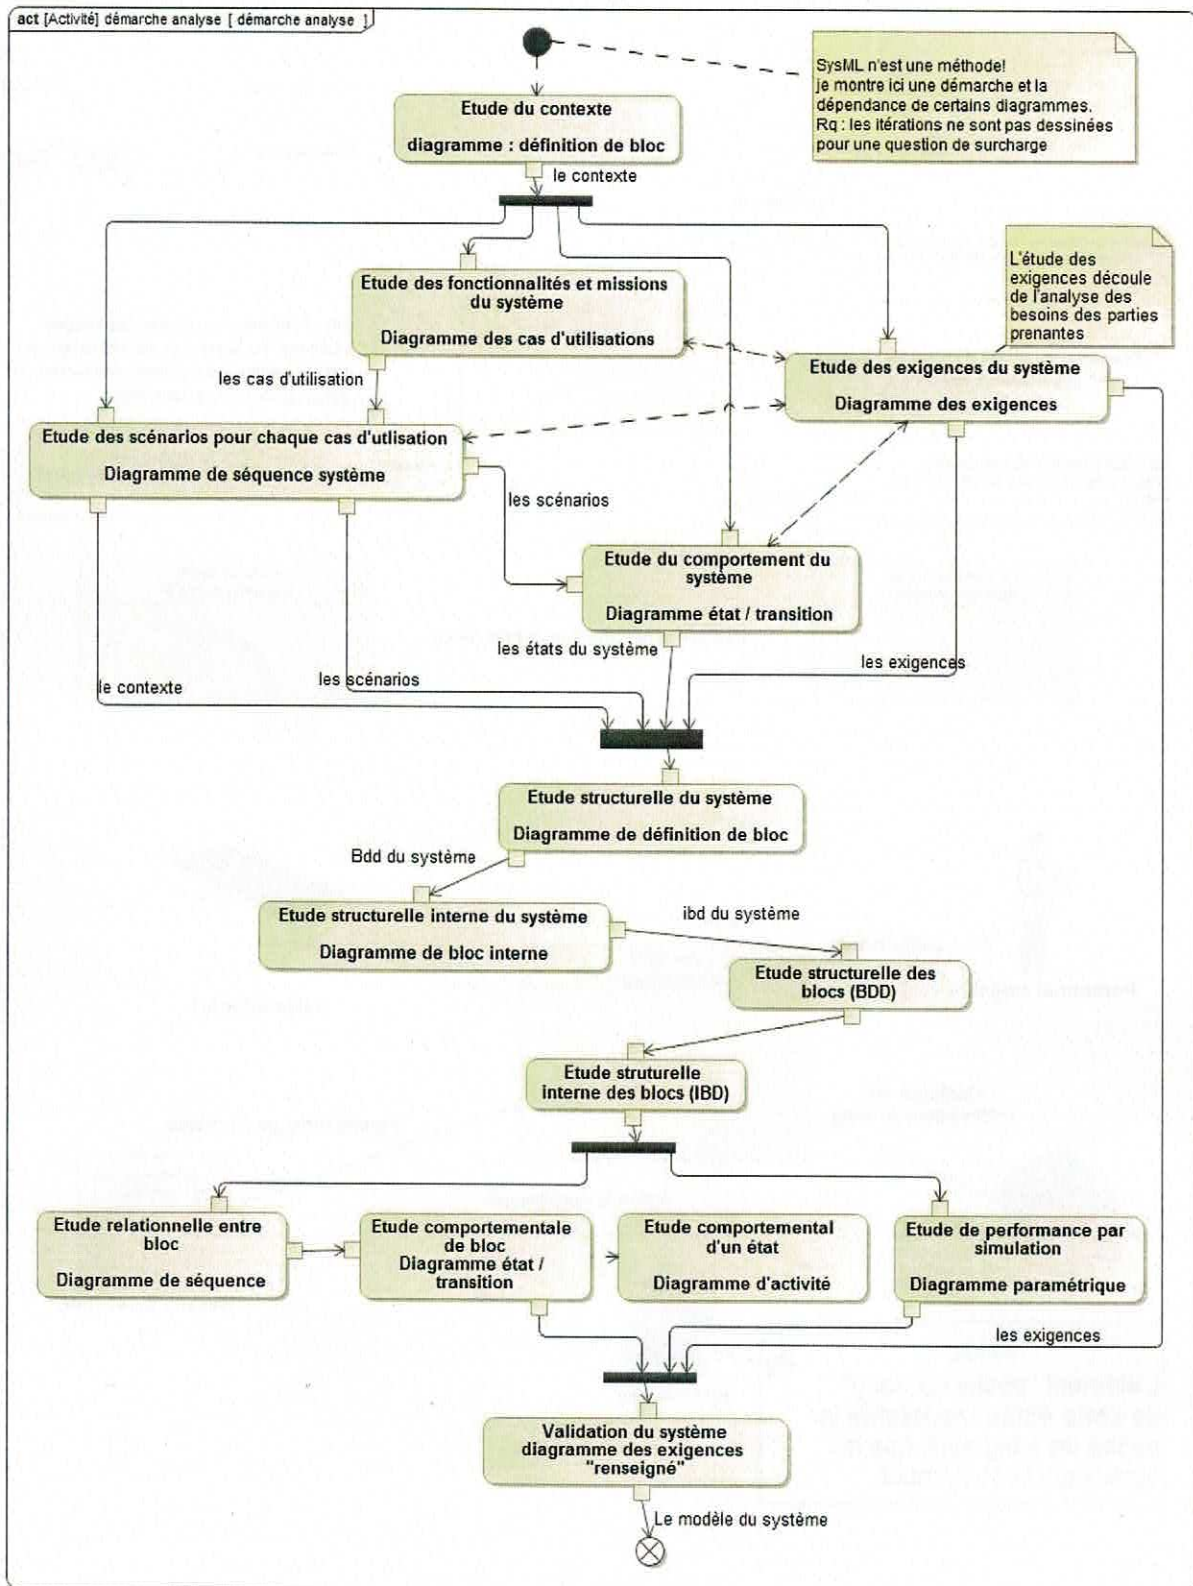 act [Activité] démarche analyse [ démarche analyse ]
SysML n'est une méthode!
je montre ici une démarche et la
dépendance de certains diagrammes.
Rq : les itérations ne sont pas dessinées
pour une question de surcharge
Etude du contexte
diagramme : définition de bloc
le contexte
L'étude des
exigences découle
de l'analyse des
besoins des parties
prenantes
Etude des fonctionnalités et missions
du système
Diagramme des cas d'utilisations
Etude des exigences du système
Diagramme des exigences
les cas d'utilisation
Etude des scénarios pour chaque cas d'utlisation
Diagramme de séquence système
les scénarios
Etude du comportement du
système
Diagramme état / transition
les états du système
les exigences
le contexte
les scénarios
Etude structurelle du système
Diagramme de définition de bloc
Bdd du système
Etude structurelle interne du système
Diagramme de bloc interne
ibd du système
Etude structurelle des
blocs (BDD)
Etude struturelle
interne des blocs (IBD)
Etude relationnelle entre
bloc
Diagramme de séquence
Etude comportementale
de bloc
Diagramme état /
transition
Etude comportemental
d'un état
Diagramme d'activité
Etude de performance par
simulation
Diagramme paramétrique
les exigences
Validation du système
diagramme des exigences
"renseigné"
Le modèle du système